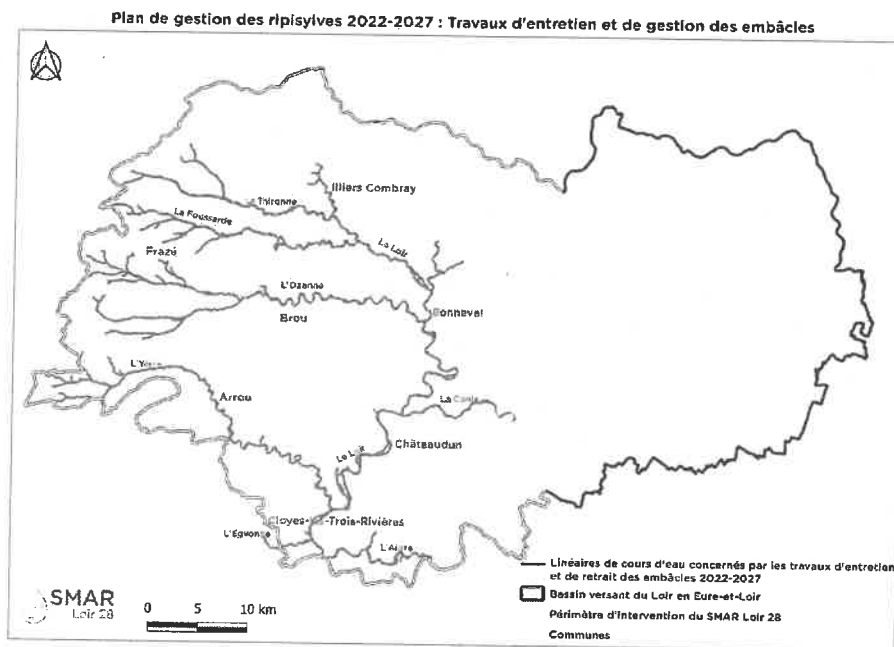 Plan de gestion des ripisylves 2022-2027 : Travaux d'entretien et de gestion des embâcles
Illiers Combray
Thironne
La Foussarde
Le Loir
Frazé
L'Ozanne
Brou
Bonneval
L'Yerre
Arrou
La Conie
Châteaudun
Le Loir
Cloyes-les-Trois-Rivières
L'Egvonne
L'Aigre
Linéaires de cours d'eau concernés par les travaux d'entretien
et de retrait des embâcles 2022-2027
Bassin versant du Loir en Eure-et-Loir
Périmètre d'intervention du SMAR Loir 28
Communes
SMAR
Loir 28
0 5 10 km